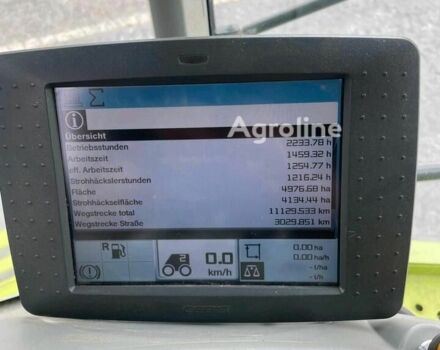 Σ
i
Übersicht
Betriebsstunden 2233.78 h
Arbeitszeit 1459.32 h
eff. Arbeitszeit 1254.77 h
Strohhäckslerstunden 1216.24 h
Fläche 4976.68 ha
Strohhäckselfläche 4134.44 ha
Wegstrecke total 11129.533 km
Wegstrecke Straße 3029.851 km
Agroline
R
2
0.0
km/h
0.00 ha
0.00 ha/h
- t/ha
- t/h